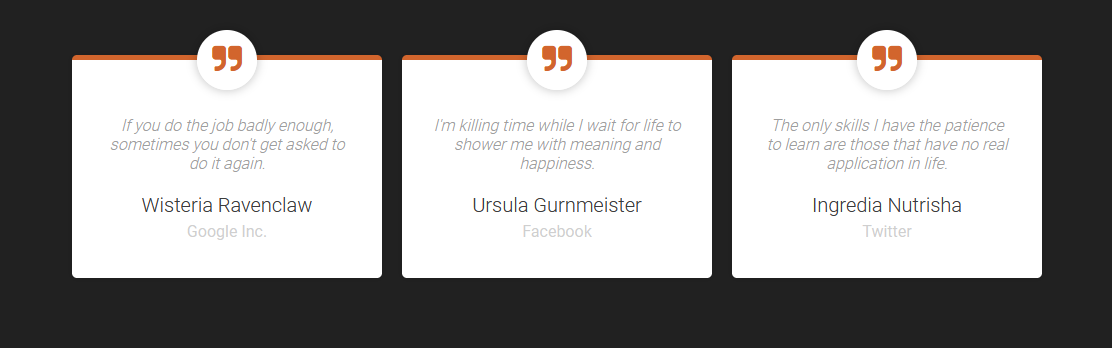 If you do the job badly enough,
sometimes you don't get asked to
do it again.
Wisteria Ravenclaw
Google Inc.
I'm killing time while I wait for life to
shower me with meaning and
happiness.
Ursula Gurnmeister
Facebook
The only skills I have the patience
to learn are those that have no real
application in life.
Ingredia Nutrisha
Twitter